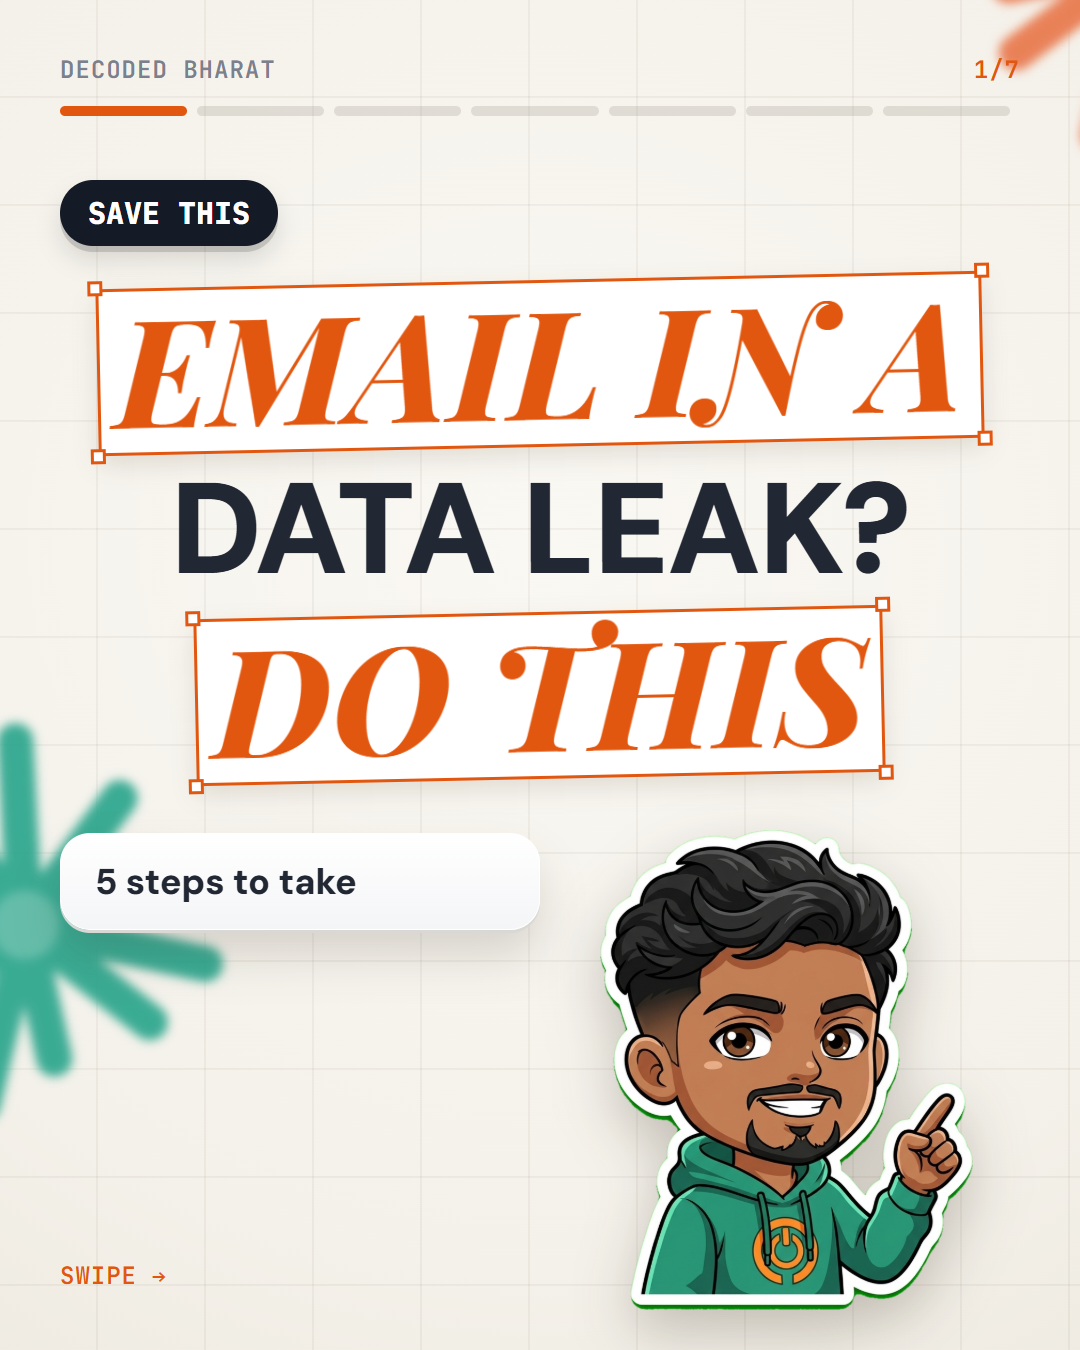 DECODED BHARAT
1/7
SAVE THIS
EMAIL IN A
DATA LEAK?
DO THIS
5 steps to take
SWIPE →